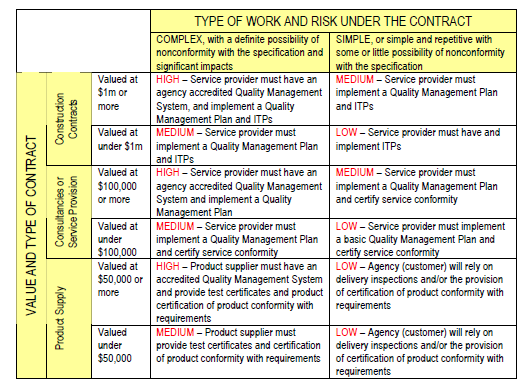 TYPE OF WORK AND RISK UNDER THE CONTRACT
COMPLEX, with a definite possibility of
nonconformity with the specification and
significant impacts
SIMPLE, or simple and repetitive with
some or little possibility of nonconformity
with the specification
VALUE AND TYPE OF CONTRACT
Construction
Contracts
Valued at
$1m or
more
HIGH – Service provider must have an
agency accredited Quality Management
System, and implement a Quality
Management Plan and ITPs
MEDIUM – Service provider must
implement a Quality Management Plan
and ITPs
Valued at
under $1m
MEDIUM – Service provider must
implement a Quality Management Plan
and ITPs
LOW – Service provider must have and
implement ITPs
Consultancies or
Service Provision
Valued at
$100,000
or more
HIGH – Service provider must have an
agency accredited Quality Management
System and implement a Quality
Management Plan
MEDIUM – Service provider must
implement a Quality Management Plan
and certify service conformity
Valued at
under
$100,000
MEDIUM – Service provider must
implement a Quality Management Plan
and certify service conformity
LOW – Service provider must implement
a basic Quality Management Plan and
certify service conformity
Product Supply
Valued at
$50,000 or
more
HIGH – Product supplier must have an
accredited Quality Management System
and provide test certificates and product
certification of product conformity with
requirements
LOW – Agency (customer) will rely on
delivery inspections and/or the provision
of certification of product conformity with
requirements
Valued
under
$50,000
MEDIUM – Product supplier must
provide test certificates and certification
of product conformity with requirements
LOW – Agency (customer) will rely on
delivery inspections and/or the provision
of certification of product conformity with
requirements